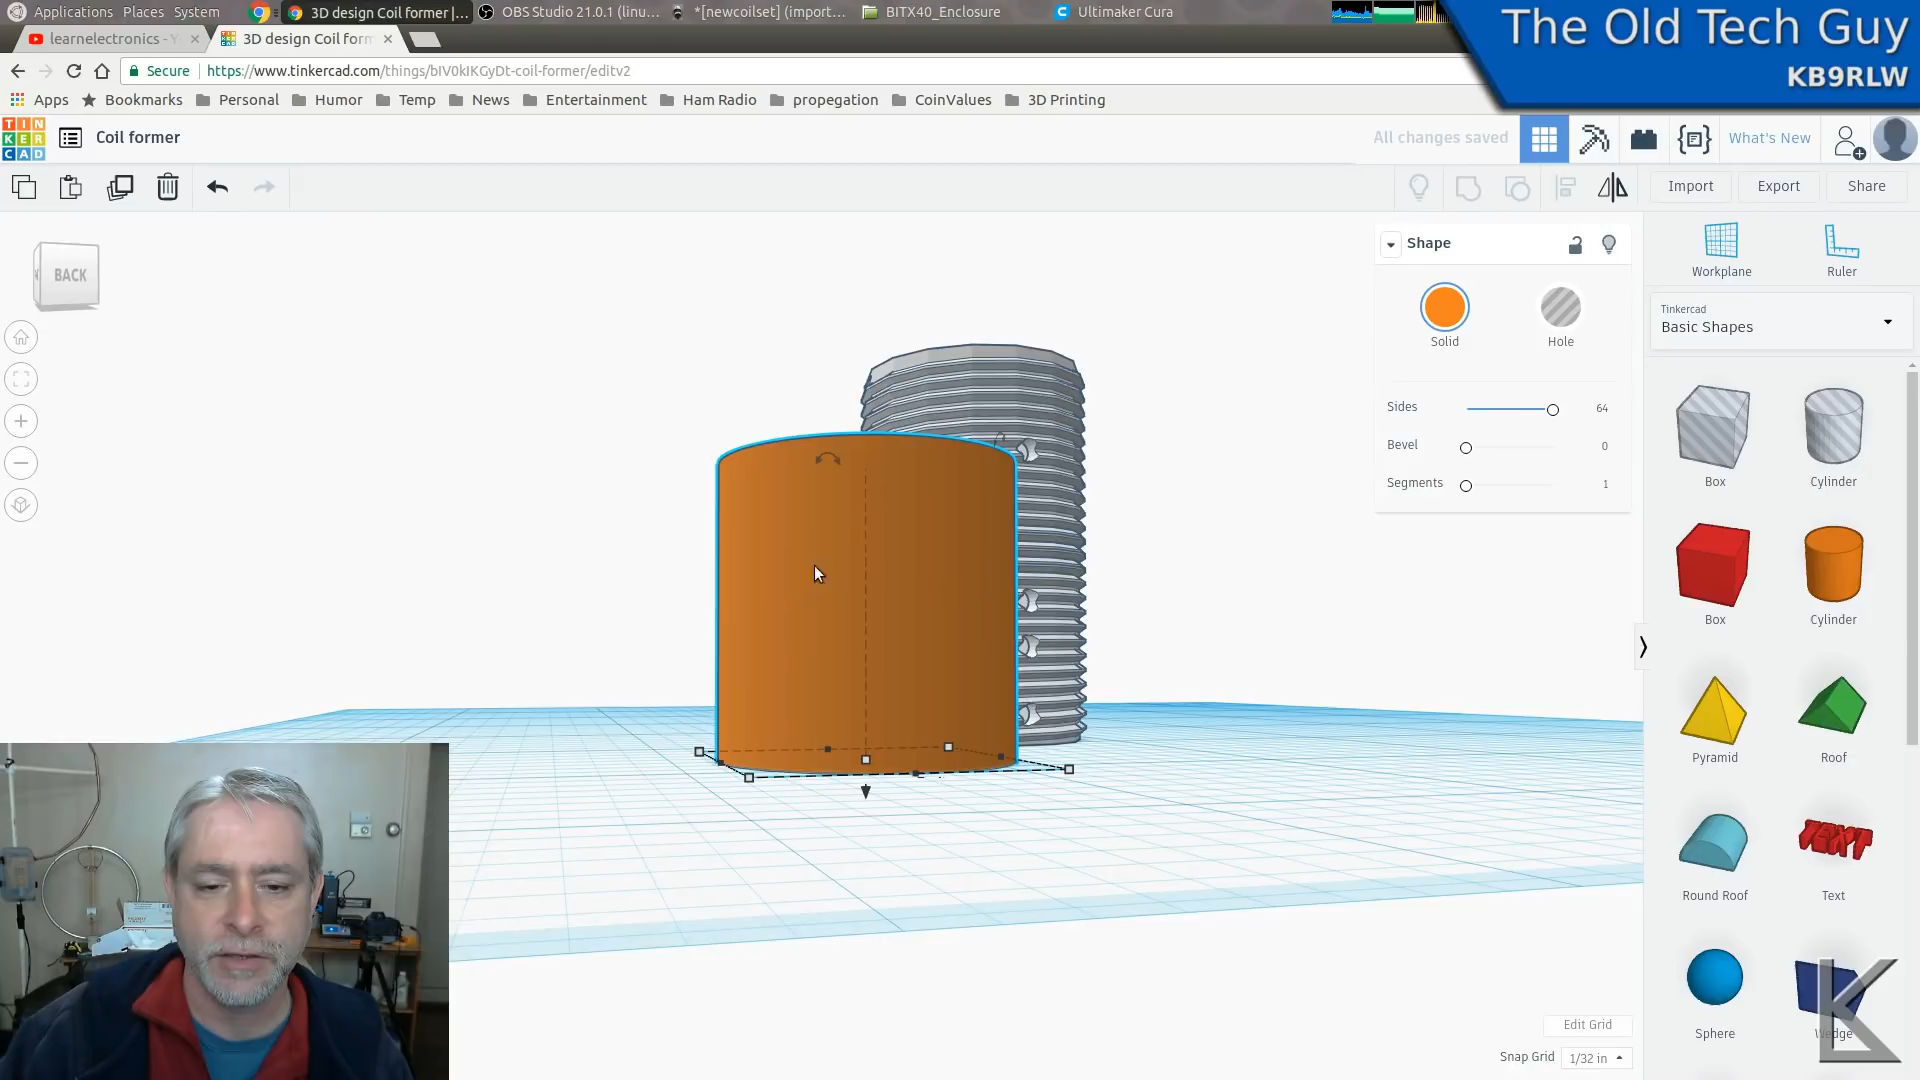 Applications Places System
3D design Coil former |...
OBS Studio 21.0.1 (linu...
*[newcoilset] (import...
BITX40_Enclosure
Ultimaker Cura
The Old Tech Guy
KB9RLW
learnelectronics - Y
3D design Coil form
Secure
https://www.tinkercad.com/things/bIV0kIKGyDt-coil-former/editv2
Apps
Bookmarks
Personal
Humor
Temp
News
Entertainment
Ham Radio
propegation
CoinValues
3D Printing
TIN
KER
CAD
Coil former
All changes saved
What's New
Import
Export
Share
BACK
Shape
Solid
Hole
Sides
64
Bevel
0
Segments
1
Workplane
Ruler
Tinkercad
Basic Shapes
Box
Cylinder
Box
Cylinder
Pyramid
Roof
TEXT
Round Roof
Text
Sphere
Wedge
K
Edit Grid
Snap Grid
1/32 in